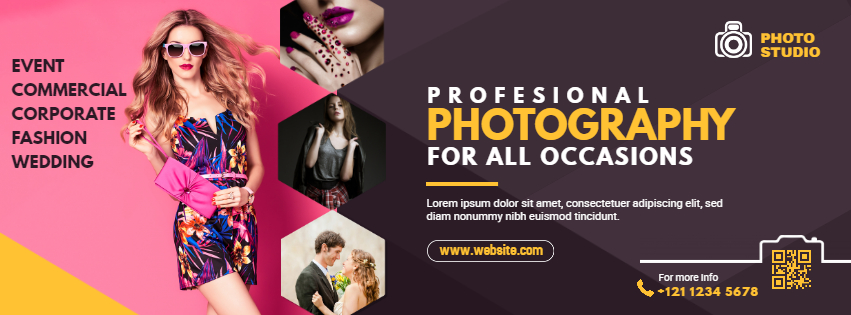 EVENT
COMMERCIAL
CORPORATE
FASHION
WEDDING
PHOTO
STUDIO
PROFESIONAL
PHOTOGRAPHY
FOR ALL OCCASIONS
Lorem ipsum dolor sit amet, consectetuer adipiscing elit, sed
diam nonummy nibh euismod tincidunt.
www.website.com
For more Info
+121 1234 5678